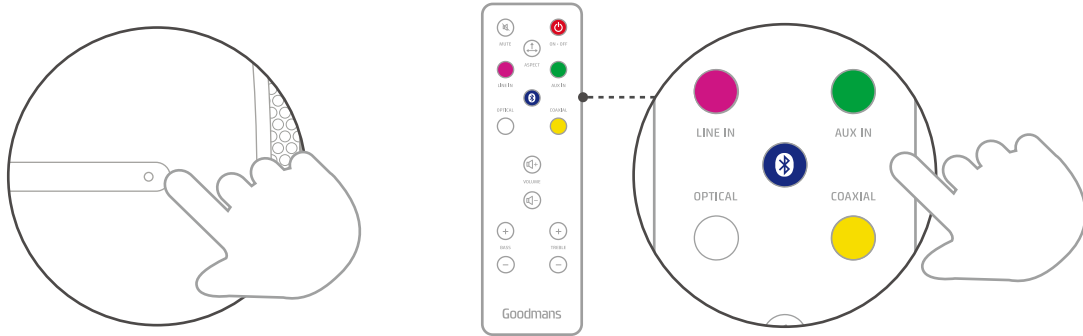 MUTE
ON / OFF
ASPECT
LINE IN
AUX IN
OPTICAL
COAXIAL
VOLUME
BASS
TREBLE
Goodmans
LINE IN
AUX IN
OPTICAL
COAXIAL